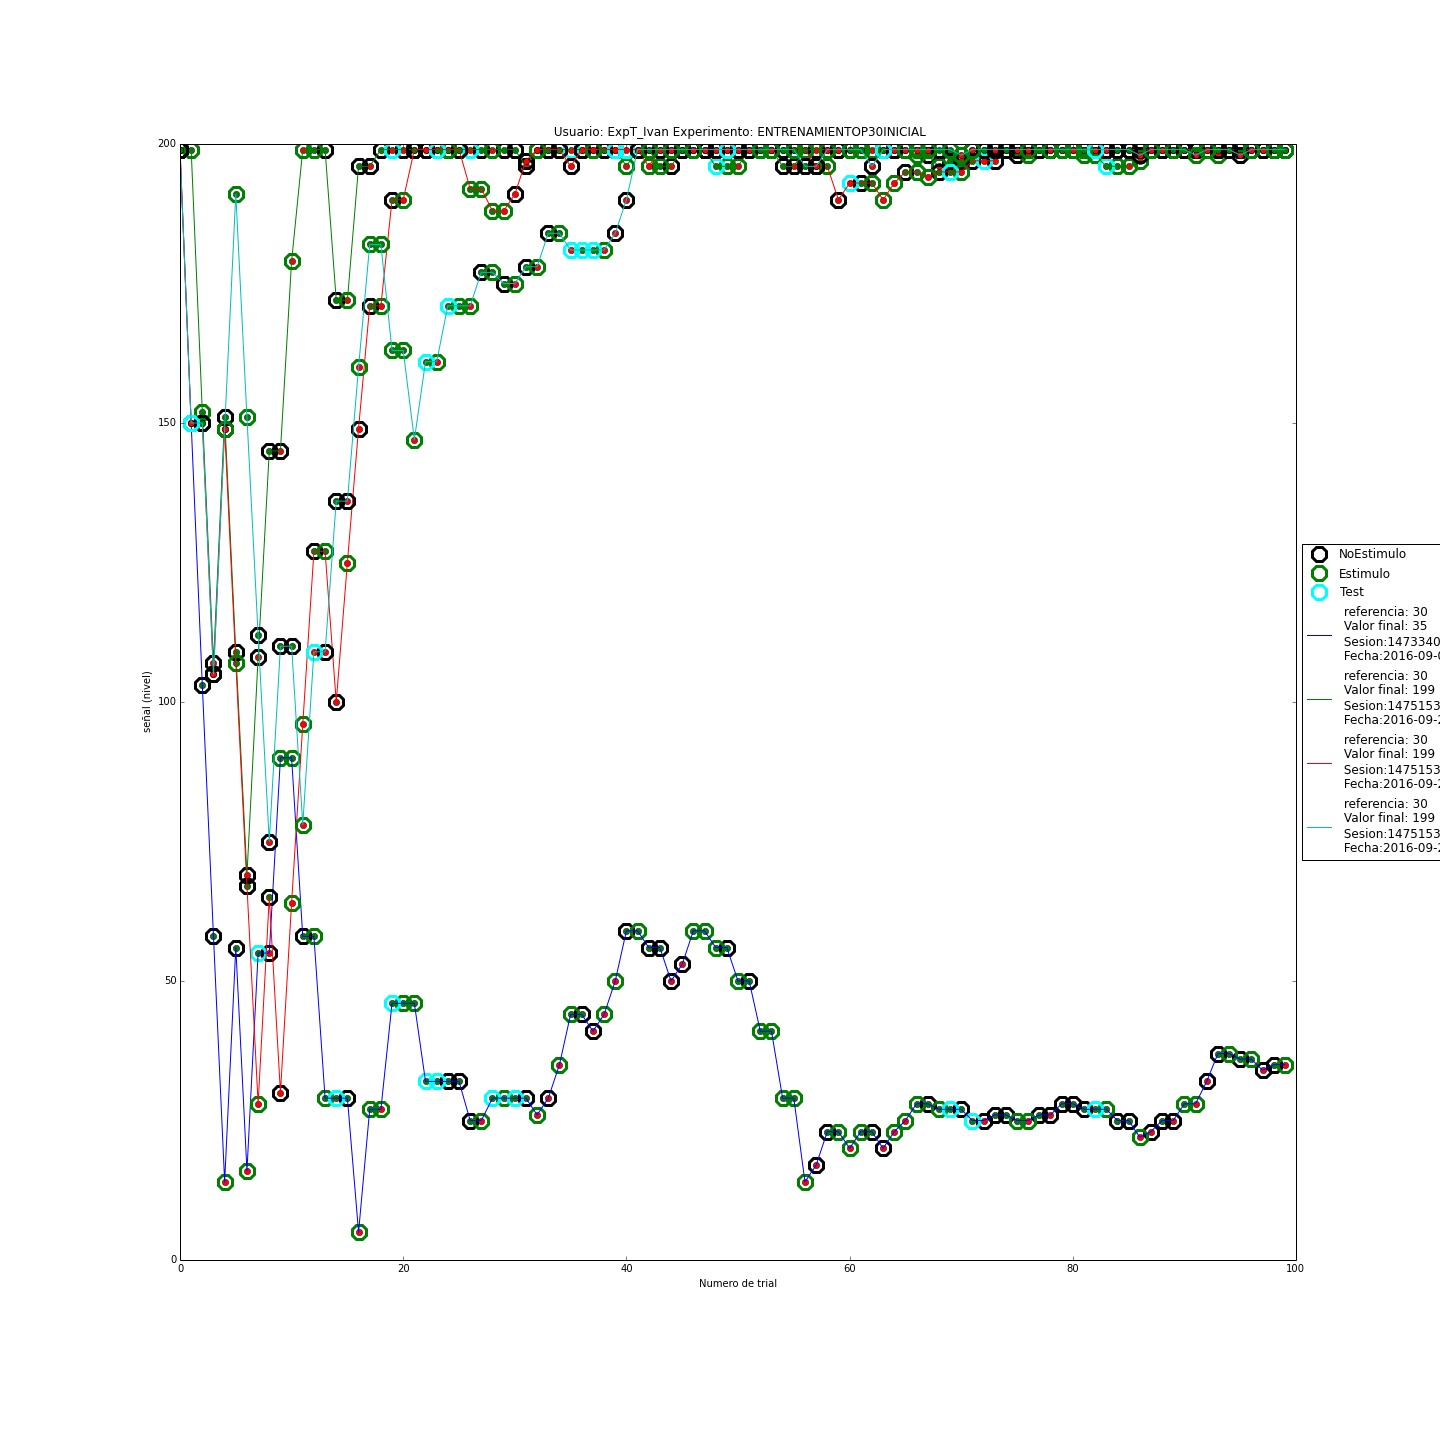 Usuario: ExpT_Ivan Experimento: ENTRENAMIENTOP30INICIAL
200
150
100
50
0
señal (nivel)
0 20 40 60 80 100
Numero de trial
NoEstimulo
Estimulo
Test
referencia: 30
Valor final: 35
Sesion:1473340
Fecha:2016-09-0
referencia: 30
Valor final: 199
Sesion:1475153
Fecha:2016-09-2
referencia: 30
Valor final: 199
Sesion:1475153
Fecha:2016-09-2
referencia: 30
Valor final: 199
Sesion:1475153
Fecha:2016-09-2